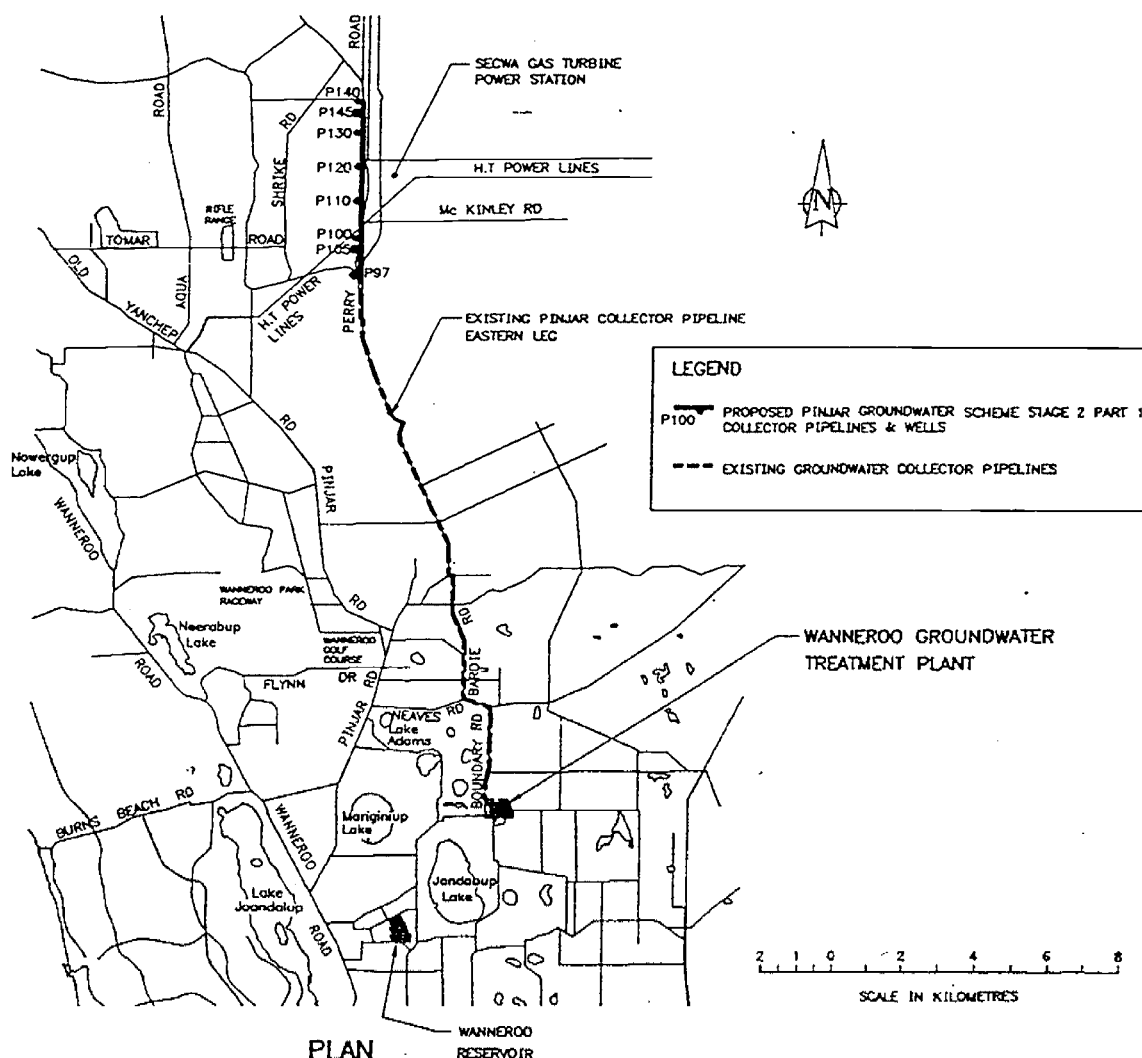 ROAD
ROAD
SECWA GAS TURBINE
POWER STATION
P140
P145
P130
RD
SHRIKE
P120
H.T POWER LINES
P110
Mc KINLEY RD
RIFLE
RANGE
P100
TOMAR
ROAD
P105
P97
OLD
YANCHEP
AQUA
H.T POWER
LINES
PERRY
EXISTING PINJAR COLLECTOR PIPELINE
EASTERN LEG
N
LEGEND
P100 PROPOSED PINJAR GROUNDWATER SCHEME STAGE 2 PART 1
COLLECTOR PIPELINES & WELLS
EXISTING GROUNDWATER COLLECTOR PIPELINES
RD
PINJAR
RD
Nowergup
Lake
WANNEROO
ROAD
WANNEROO PARK
RACEWAY
Neerabup
Lake
WANNEROO
GOLF
COURSE
FLYNN
DR
PINJAR RD
RD
BARDIE
NEAVES RD
Lake
Adams
BOUNDARY RD
WANNEROO GROUNDWATER
TREATMENT PLANT
BURNS BEACH RD
Mariginiup
Lake
WANNEROO
ROAD
Lake
Joondalup
Jandabup
Lake
2 1 0 2 4 6 8
SCALE IN KILOMETRES
WANNEROO
RESERVOIR
PLAN